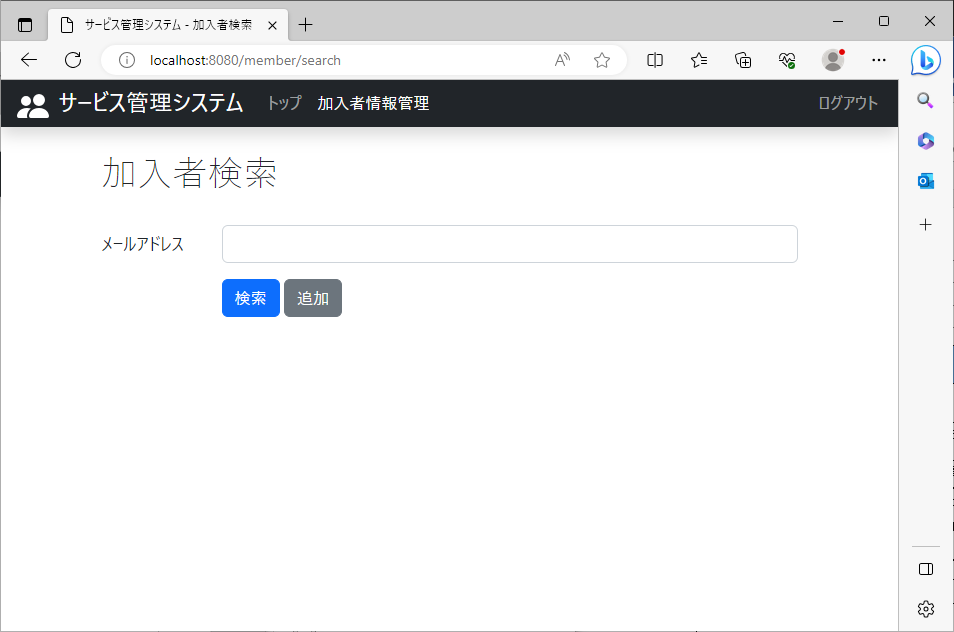 サービス管理システム - 加入者検索
localhost:8080/member/search
サービス管理システム トップ 加入者情報管理 ログアウト
加入者検索
メールアドレス
検索 追加